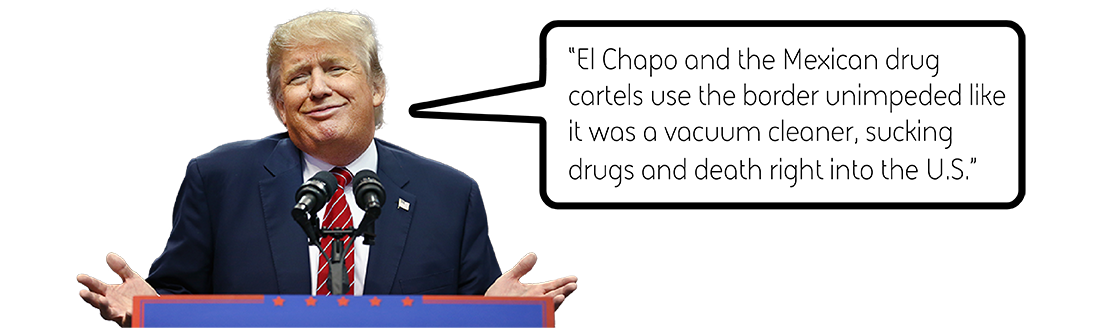 “El Chapo and the Mexican drug
cartels use the border unimpeded like
it was a vacuum cleaner, sucking
drugs and death right into the U.S.”